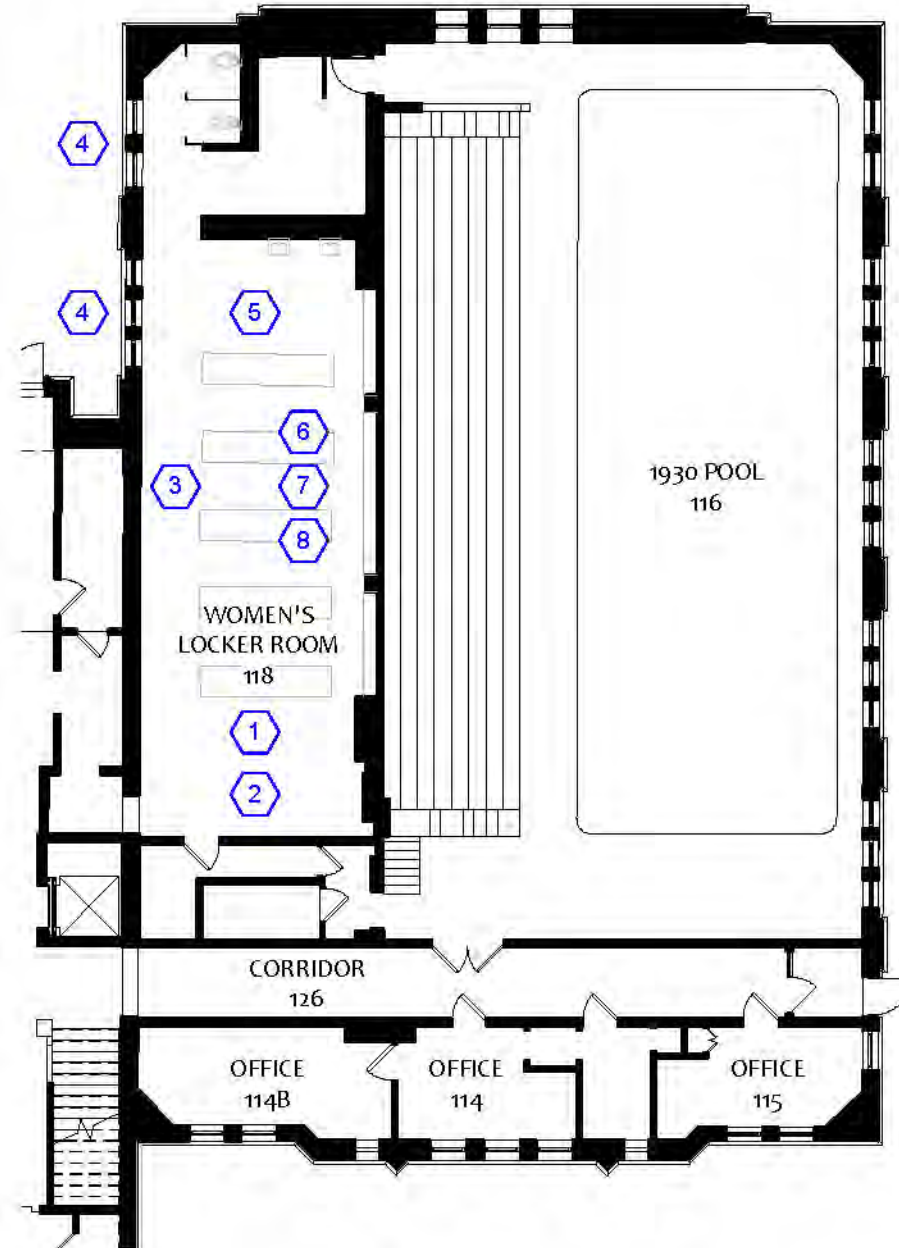 4
4
5
6
3
7
8
1930 POOL
116
WOMEN'S
LOCKER ROOM
118
1
2
CORRIDOR
126
OFFICE
114B
OFFICE
114
OFFICE
115